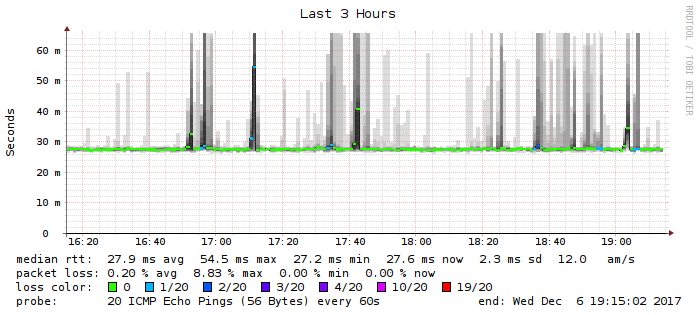 Last 3 Hours
RRDTOOL / TOBI OETIKER
Seconds
60 m
50 m
40 m
30 m
20 m
10 m
0
16:20 16:40 17:00 17:20 17:40 18:00 18:20 18:40 19:00
median rtt: 27.9 ms avg 54.5 ms max 27.2 ms min 27.6 ms now 2.3 ms sd 12.0 am/s
packet loss: 0.20 % avg 8.83 % max 0.00 % min 0.00 % now
loss color: 0 1/20 2/20 3/20 4/20 10/20 19/20
probe: 20 ICMP Echo Pings (56 Bytes) every 60s end: Wed Dec 6 19:15:02 2017